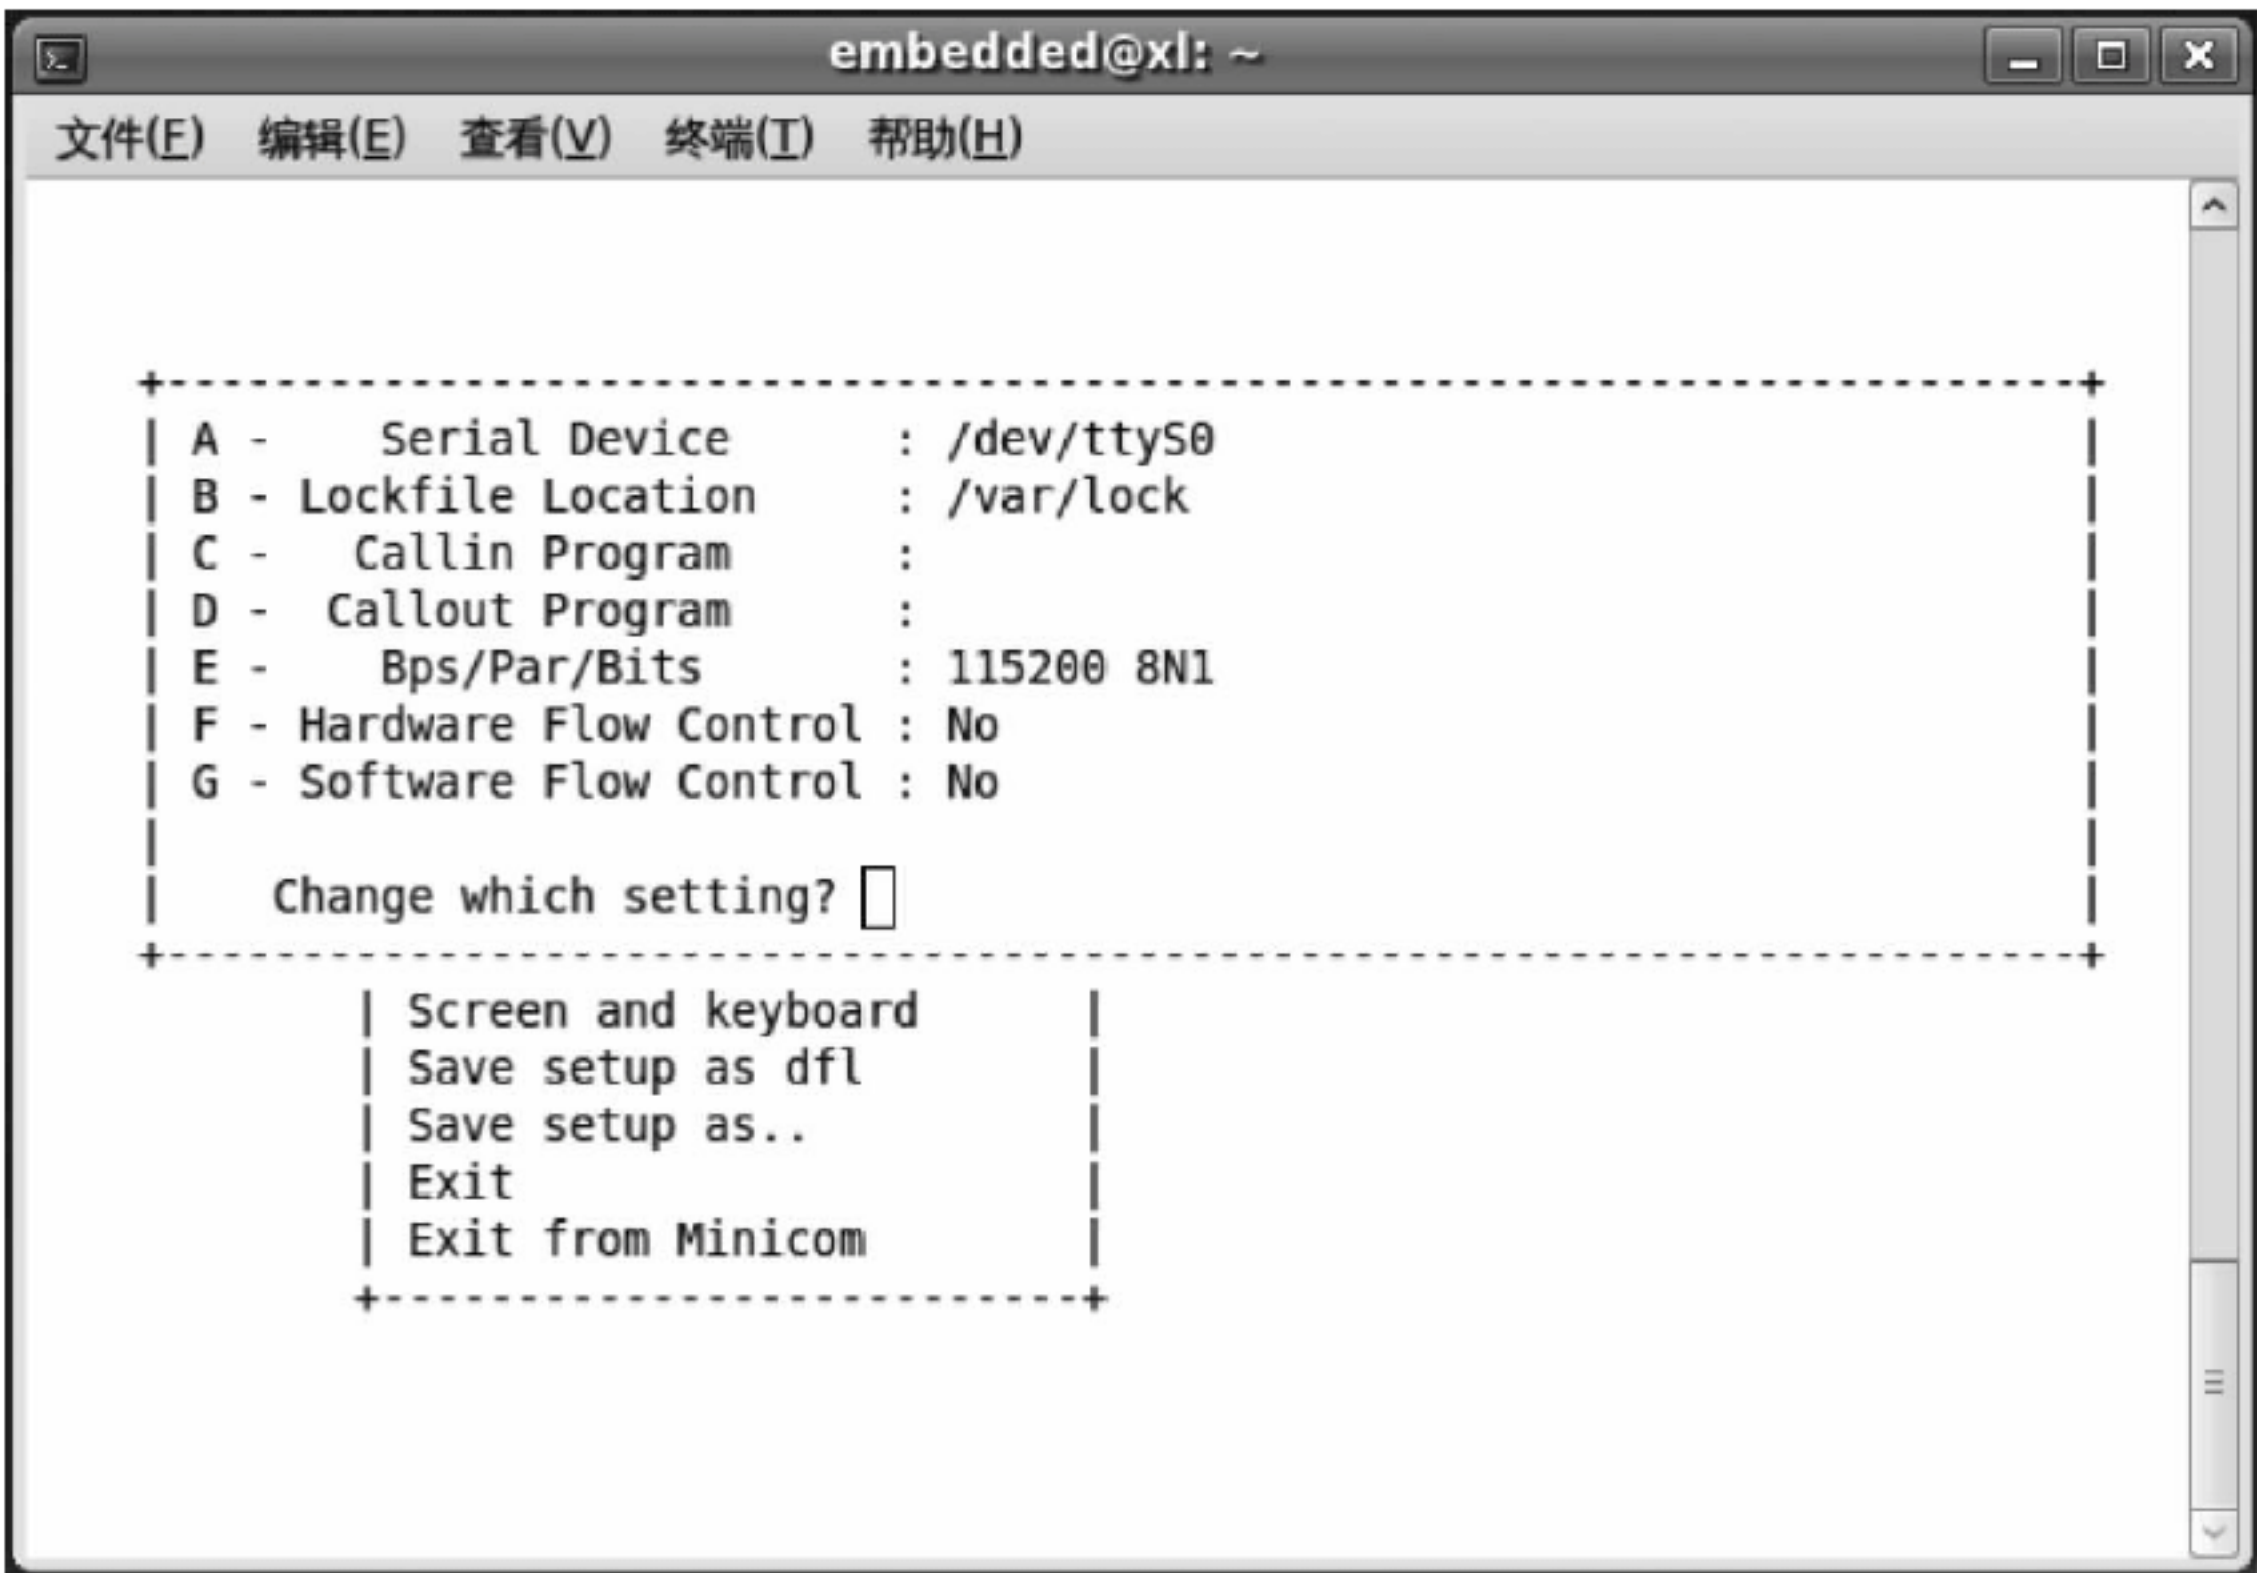 embedded@xl: ~
文件(F) 编辑(E) 查看(V) 终端(T) 帮助(H)
+-----------------------------------------------------------------------+
| A -    Serial Device      : /dev/ttyS0                                |
| B - Lockfile Location     : /var/lock                                 |
| C -   Callin Program      :                                           |
| D -  Callout Program      :                                           |
| E -    Bps/Par/Bits       : 115200 8N1                                |
| F - Hardware Flow Control : No                                        |
| G - Software Flow Control : No                                        |
|                                                                       |
|    Change which setting?                                              |
+-----------------------------------------------------------------------+
| Screen and keyboard      |
| Save setup as dfl        |
| Save setup as..          |
| Exit                     |
| Exit from Minicom        |
+--------------------------+